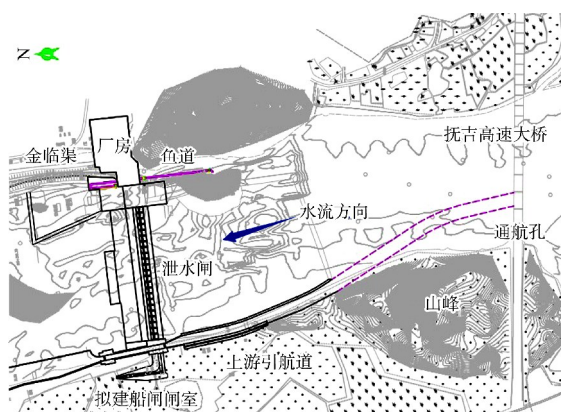 N
抚吉高速大桥
厂房
金临渠
鱼道
水流方向
通航孔
泄水闸
山峰
上游引航道
拟建船闸闸室